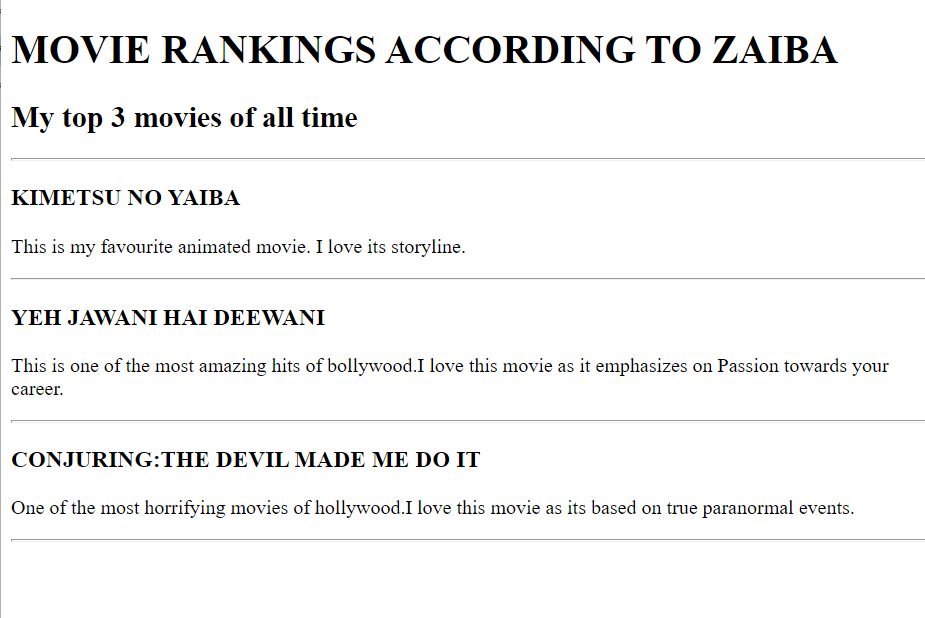 MOVIE RANKINGS ACCORDING TO ZAIBA
My top 3 movies of all time
KIMETSU NO YAIBA
This is my favourite animated movie. I love its storyline.
YEH JAWANI HAI DEEWANI
This is one of the most amazing hits of bollywood.I love this movie as it emphasizes on Passion towards your
career.
CONJURING:THE DEVIL MADE ME DO IT
One of the most horrifying movies of hollywood.I love this movie as its based on true paranormal events.